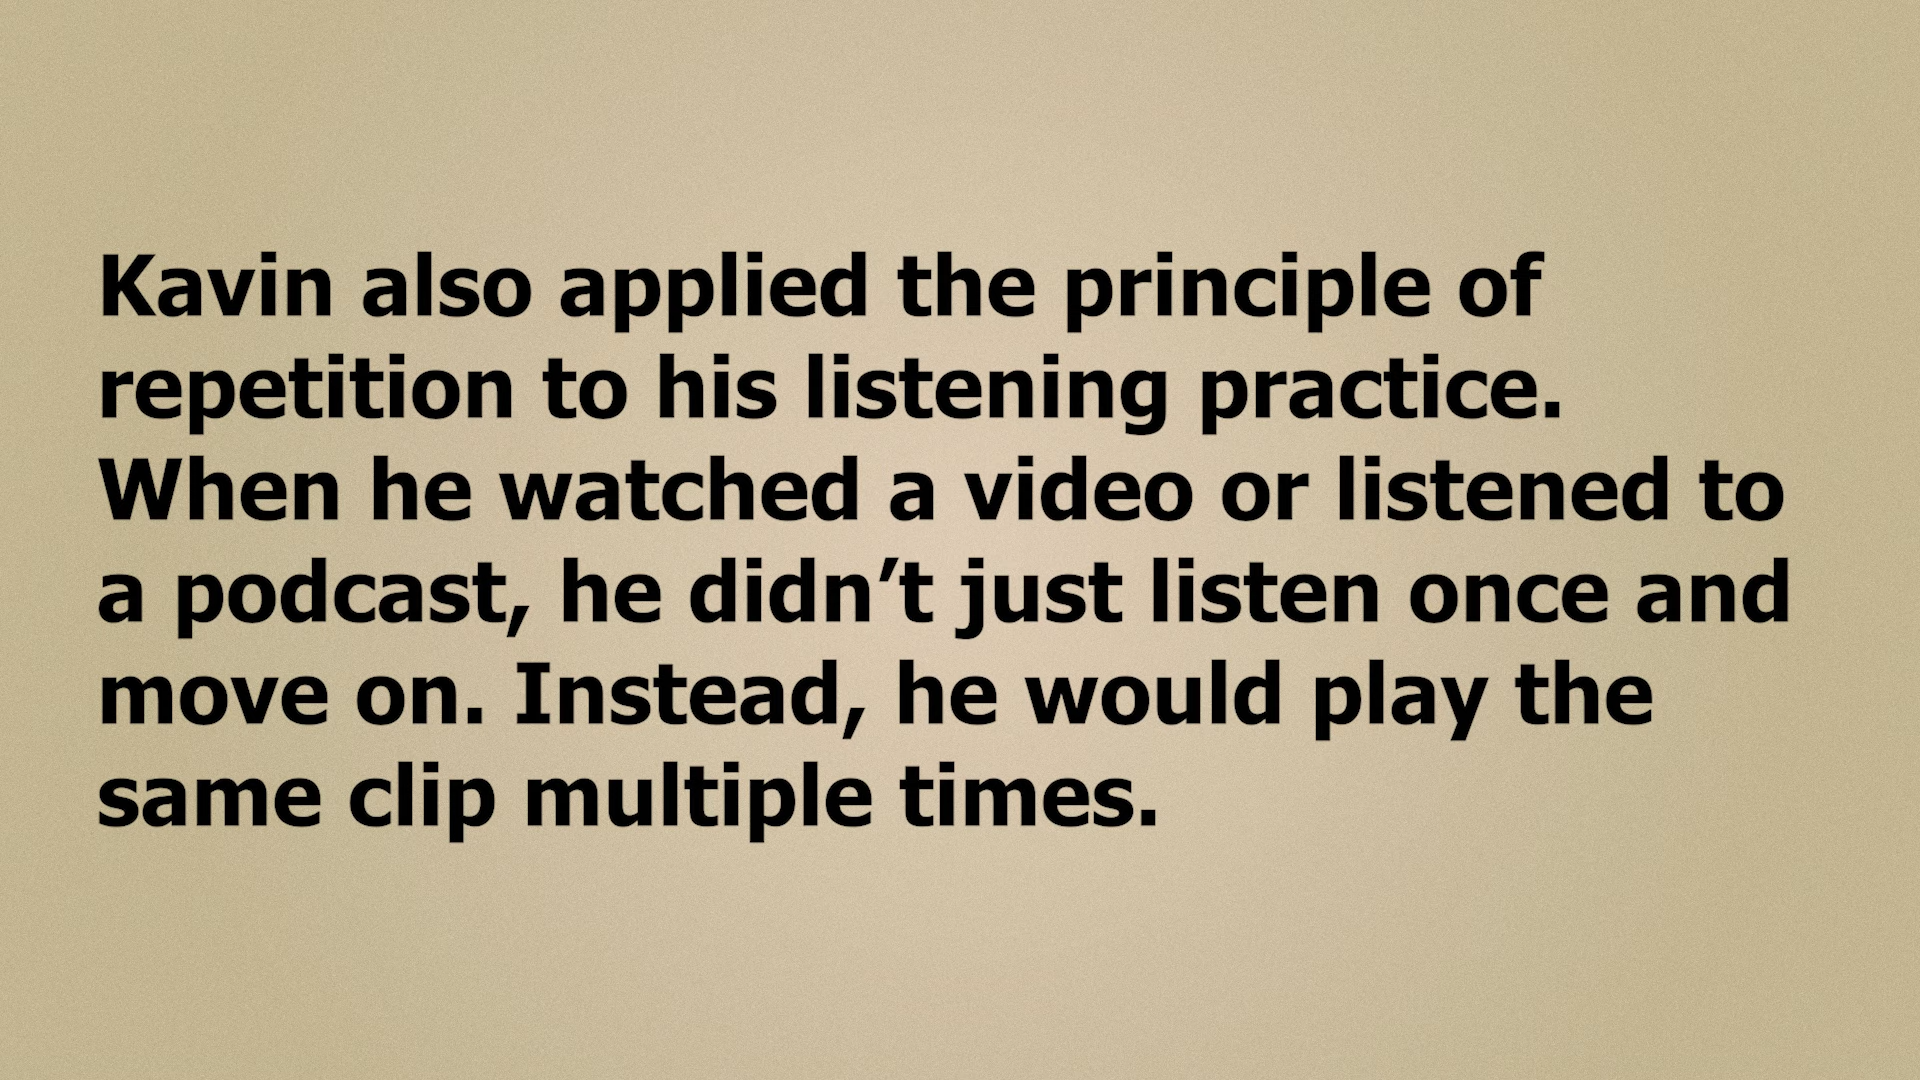 Kavin also applied the principle of
repetition to his listening practice.
When he watched a video or listened to
a podcast, he didn’t just listen once and
move on. Instead, he would play the
same clip multiple times.